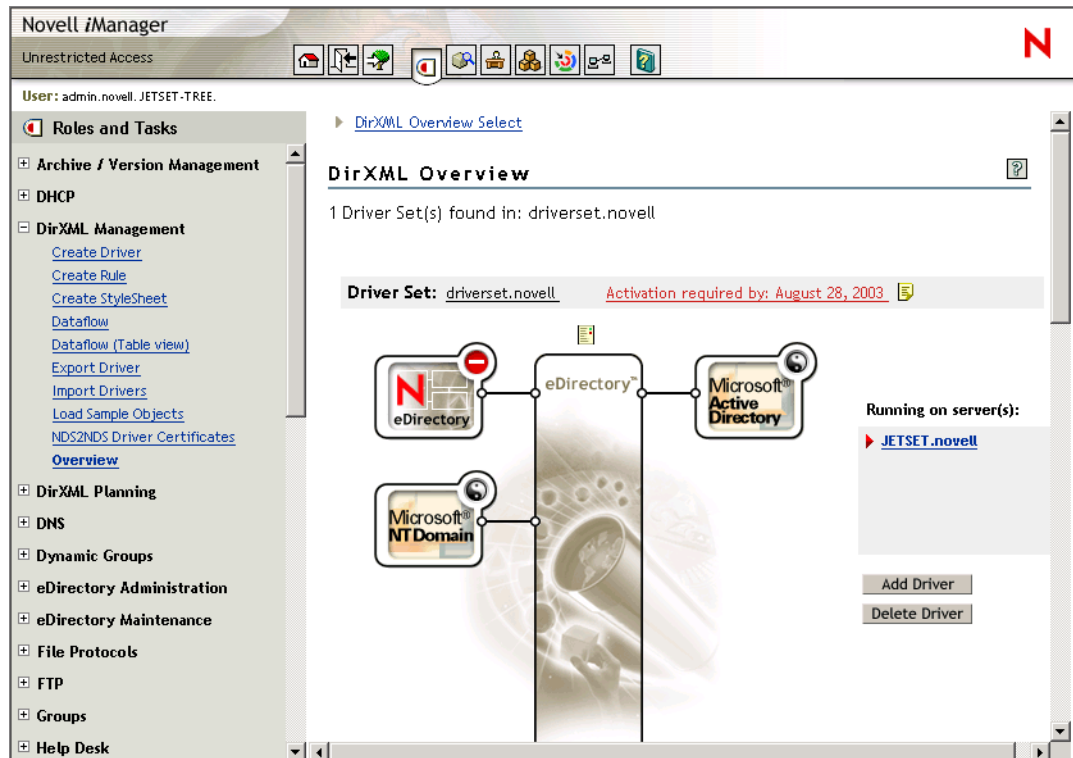 Novell iManager
Unrestricted Access
N
User: admin.novell.JETSET-TREE.
Roles and Tasks
Archive / Version Management
DHCP
DirXML Management
Create Driver
Create Rule
Create StyleSheet
Dataflow
Dataflow (Table view)
Export Driver
Import Drivers
Load Sample Objects
NDS2NDS Driver Certificates
Overview
DirXML Planning
DNS
Dynamic Groups
eDirectory Administration
eDirectory Maintenance
File Protocols
FTP
Groups
Help Desk
DirXML Overview Select
DirXML Overview
?
1 Driver Set(s) found in: driverset.novell
Driver Set: driverset.novell Activation required by: August 28, 2003
N
eDirectory
eDirectory™
Microsoft®
Active
Directory
Microsoft®
NT Domain
Running on server(s):
JETSET.novell
Add Driver
Delete Driver